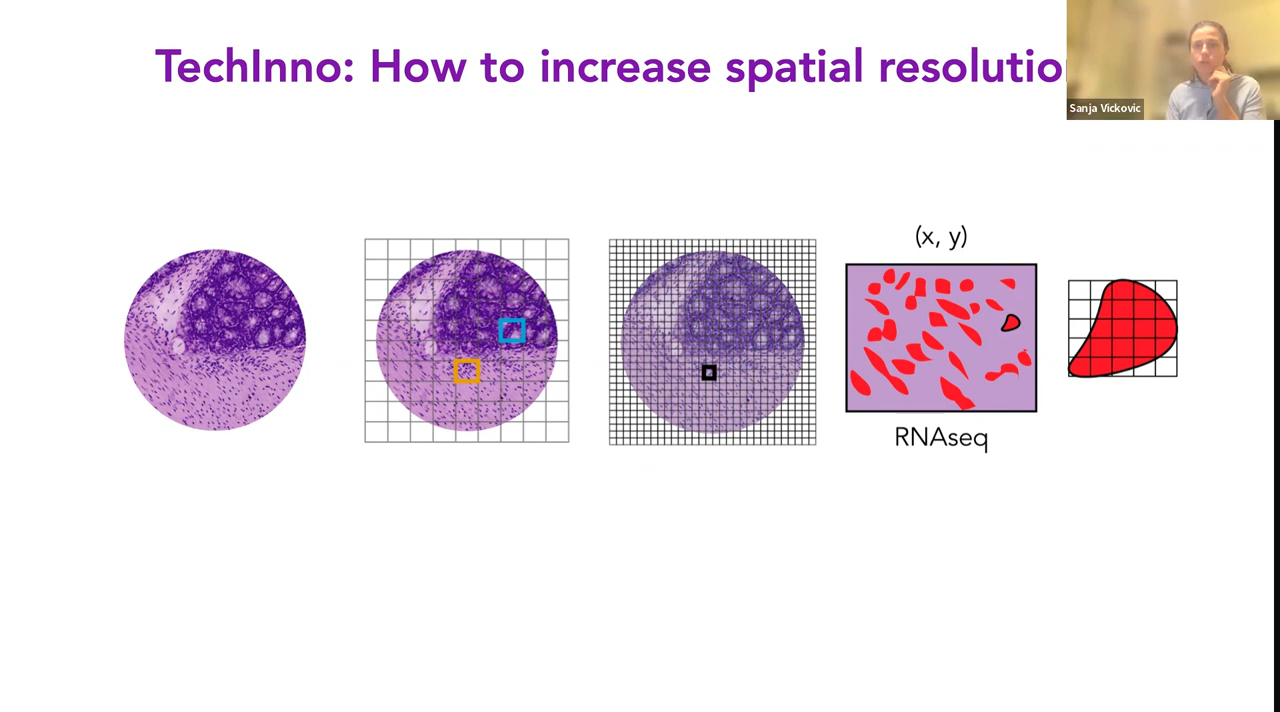 TechInno: How to increase spatial resolutio
Sanja Vickovic
(x, y)
RNAseq